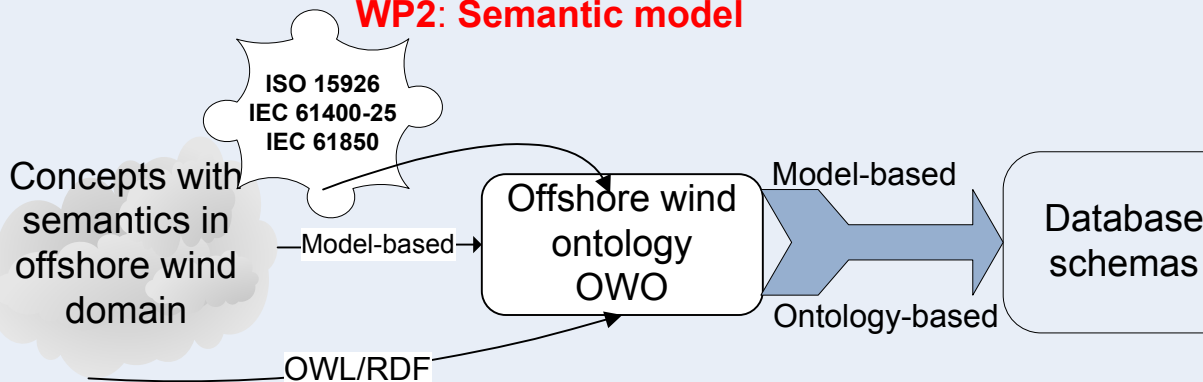 WP2: Semantic model
ISO 15926
IEC 61400-25
IEC 61850
Concepts with
semantics in
offshore wind
domain
Model-based
OWL/RDF
Offshore wind
ontology
OWO
Model-based
Ontology-based
Database
schemas